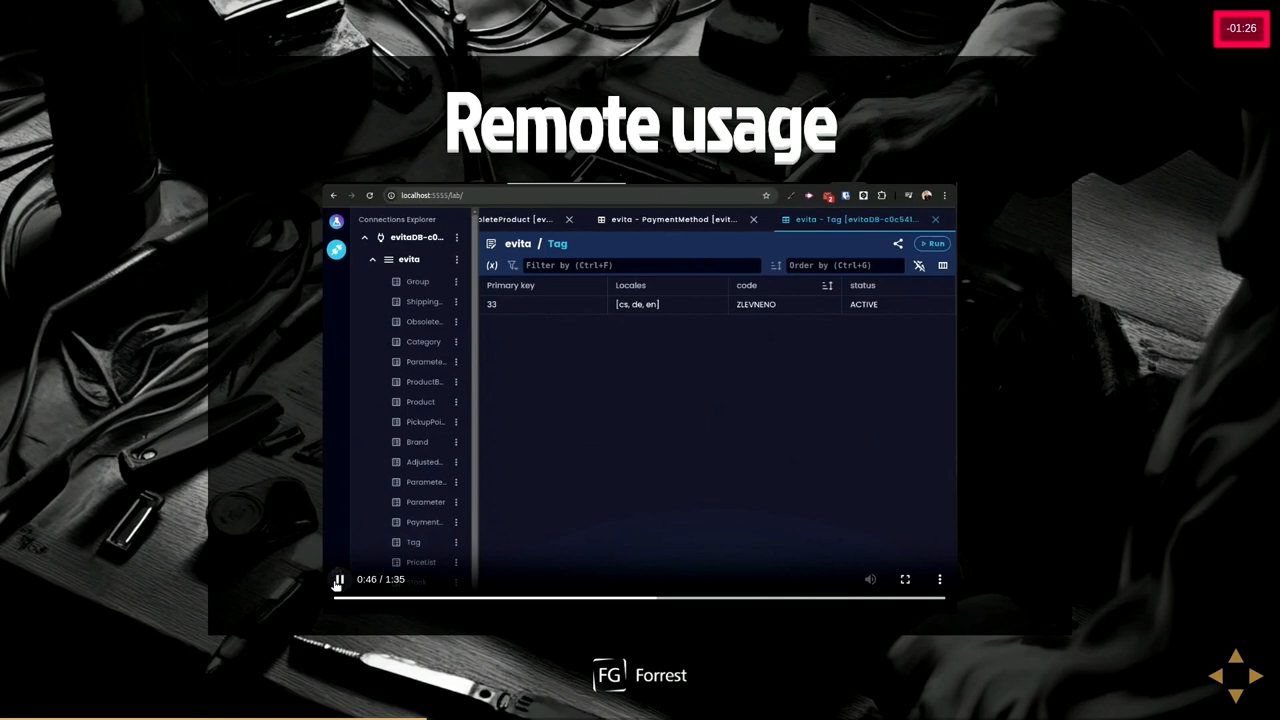 -01:26
Remote usage
localhost:5555/lab/
2
Connections Explorer
oleteProduct [ev...
evita - PaymentMethod [evit...
evita - Tag [evitaDB-c0c541...
evitaDB-c0...
evita / Tag
Run
evita
(x)
Filter by (Ctrl+F)
Order by (Ctrl+G)
Group
Primary key
Locales
code
status
Shipping...
33
[cs, de, en]
ZLEVNENO
ACTIVE
Obsolete...
Category
Paramete...
ProductB...
Product
PickupPoi...
Brand
Adjusted...
Paramete...
Parameter
Payment...
Tag
PriceList
0:46 / 1:35
FG Forrest